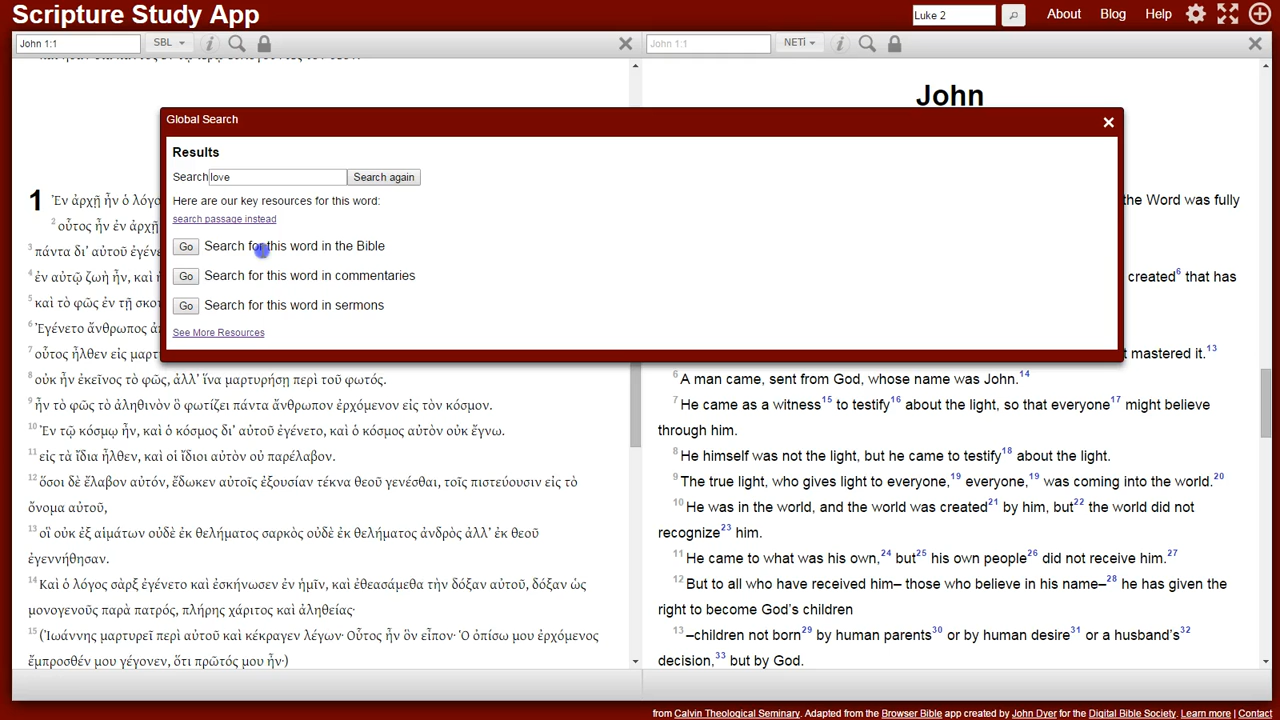 Scripture Study App
Luke 2
About Blog Help
John 1:1 SBL
John 1:1 NETi
John
Global Search
Results
Search love Search again
Here are our key resources for this word:
search passage instead
Go Search for this word in the Bible
Go Search for this word in commentaries
Go Search for this word in sermons
See More Resources
1 Ἐν ἀρχῇ ἦν ὁ λόγο
2 οὗτος ἦν ἐν ἀρχῇ
3 πάντα δι’ αὐτοῦ ἐγένε
4 ἐν αὐτῷ ζωὴ ἦν, καὶ ἡ
5 καὶ τὸ φῶς ἐν τῇ σκο
6 Ἐγένετο ἄνθρωπος ἀπ
7 οὗτος ἦλθεν εἰς μαρτ
8 οὐκ ἦν ἐκεῖνος τὸ φῶς, ἀλλ’ ἵνα μαρτυρήσῃ περὶ τοῦ φωτός.
9 ἦν τὸ φῶς τὸ ἀληθινὸν ὃ φωτίζει πάντα ἄνθρωπον ἐρχόμενον εἰς τὸν κόσμον.
10 Ἐν τῷ κόσμῳ ἦν, καὶ ὁ κόσμος δι’ αὐτοῦ ἐγένετο, καὶ ὁ κόσμος αὐτὸν οὐκ ἔγνω.
11 εἰς τὰ ἴδια ἦλθεν, καὶ οἱ ἴδιοι αὐτὸν οὐ παρέλαβον.
12 ὅσοι δὲ ἔλαβον αὐτόν, ἔδωκεν αὐτοῖς ἐξουσίαν τέκνα θεοῦ γενέσθαι, τοῖς πιστεύουσιν εἰς τὸ
ὄνομα αὐτοῦ,
13 οἳ οὐκ ἐξ αἱμάτων οὐδὲ ἐκ θελήματος σαρκὸς οὐδὲ ἐκ θελήματος ἀνδρὸς ἀλλ’ ἐκ θεοῦ
ἐγεννήθησαν.
14 Καὶ ὁ λόγος σὰρξ ἐγένετο καὶ ἐσκήνωσεν ἐν ἡμῖν, καὶ ἐθεασάμεθα τὴν δόξαν αὐτοῦ, δόξαν ὡς
μονογενοῦς παρὰ πατρός, πλήρης χάριτος καὶ ἀληθείας·
15 (Ἰωάννης μαρτυρεῖ περὶ αὐτοῦ καὶ κέκραγεν λέγων· Οὗτος ἦν ὃν εἶπον· Ὁ ὀπίσω μου ἐρχόμενος
ἔμπροσθέν μου γέγονεν, ὅτι πρῶτός μου ἦν·)
the Word was fully
created6 that has
t mastered it.13
6 A man came, sent from God, whose name was John.14
7 He came as a witness15 to testify16 about the light, so that everyone17 might believe
through him.
8 He himself was not the light, but he came to testify18 about the light.
9 The true light, who gives light to everyone,19 everyone,19 was coming into the world.20
10 He was in the world, and the world was created21 by him, but22 the world did not
recognize23 him.
11 He came to what was his own,24 but25 his own people26 did not receive him.27
12 But to all who have received him– those who believe in his name–28 he has given the
right to become God’s children
13 –children not born29 by human parents30 or by human desire31 or a husband’s32
decision,33 but by God.
from Calvin Theological Seminary. Adapted from the Browser Bible app created by John Dyer for the Digital Bible Society. Learn more | Contact